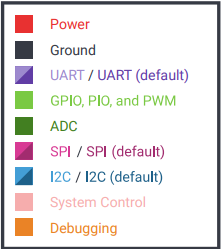 Power
Ground
UART / UART (default)
GPIO, PIO, and PWM
ADC
SPI / SPI (default)
I2C / I2C (default)
System Control
Debugging